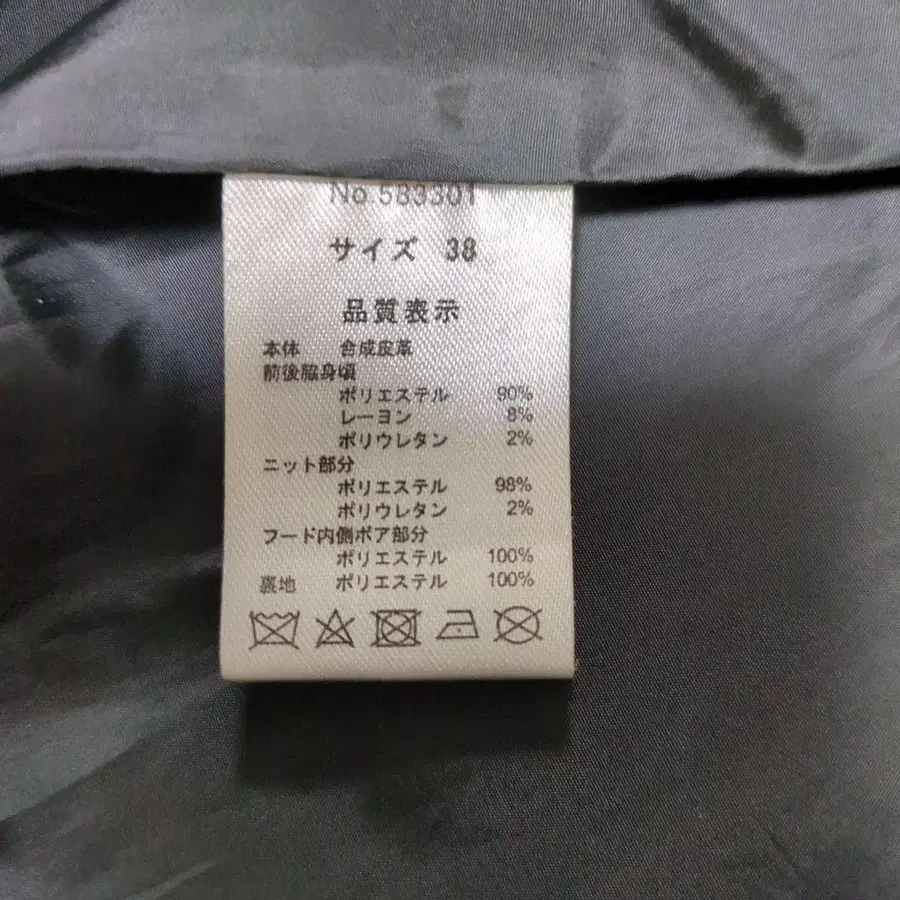 No 583301
サイズ 38
品質表示
本体 合成皮革
前後脇身頃
ポリエステル 90%
レーヨン 8%
ポリウレタン 2%
ニット部分
ポリエステル 98%
ポリウレタン 2%
フード内側ボア部分
ポリエステル 100%
裏地 ポリエステル 100%